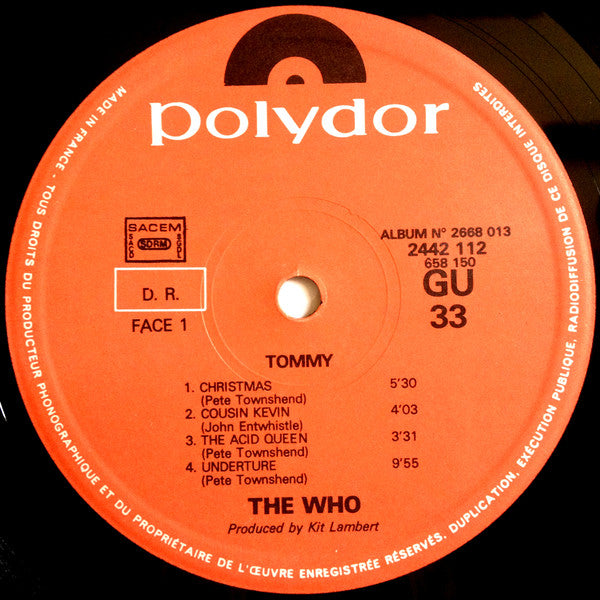 polydor
MADE IN FRANCE · TOUS DROITS DU PRODUCTEUR PHONOGRAPHIQUE ET DU PROPRIÉTAIRE DE L'ŒUVRE ENREGISTRÉE RÉSERVÉS. DUPLICATION, EXÉCUTION PUBLIQUE, RADIODIFFUSION DE CE DISQUE INTERDITES
SACEM
SACD SDRM SGDL
D. R.
FACE 1
ALBUM N° 2668 013
2442 112
658 150
GU
33
TOMMY
1. CHRISTMAS 5'30
(Pete Townshend)
2. COUSIN KEVIN 4'03
(John Entwhistle)
3. THE ACID QUEEN 3'31
(Pete Townshend)
4. UNDERTURE 9'55
(Pete Townshend)
THE WHO
Produced by Kit Lambert